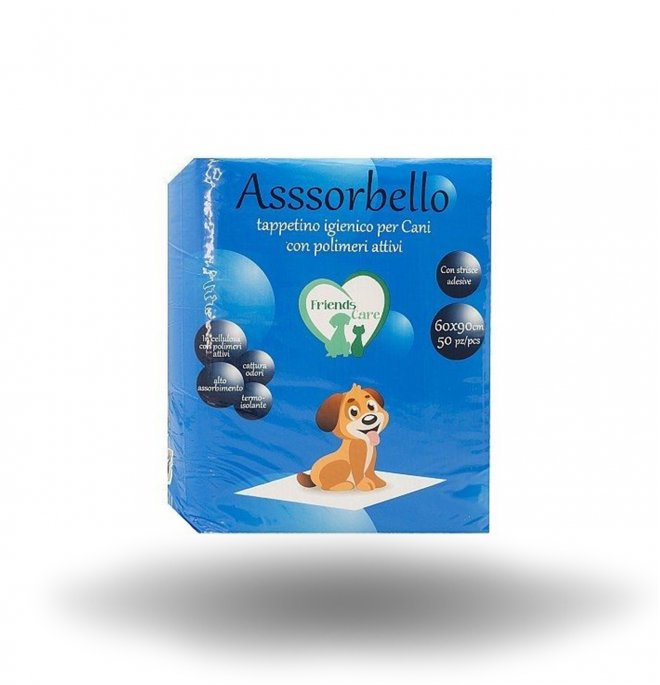 Asssorbello
tappetino igienico per Cani
con polimeri attivi
Con strisce
adesive
Friends
Care
60x90cm
50 pz/pcs
In cellulosa
con polimeri
attivi
cattura
odori
alto
assorbimento
termo-
isolante